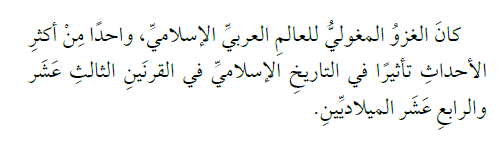 كانَ الغزوُ المغوليُّ للعالمِ العربيِّ الإسلاميِّ، واحدًا مِنْ أكثرِ
الأحداثِ تأثيرًا في التاريخِ الإسلاميِّ في القرنَينِ الثالثِ عَشَر
والرابعِ عَشَر الميلاديَّينِ.